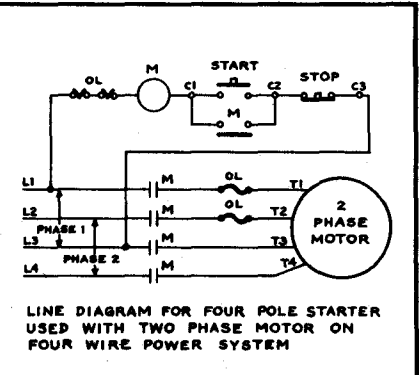 OL
M
C1
START
C2
STOP
C3
M
L1
M
OL
T1
L2
M
OL
T2
PHASE 1
L3
M
T3
PHASE 2
L4
M
T4
2
PHASE
MOTOR
LINE DIAGRAM FOR FOUR POLE STARTER
USED WITH TWO PHASE MOTOR ON
FOUR WIRE POWER SYSTEM